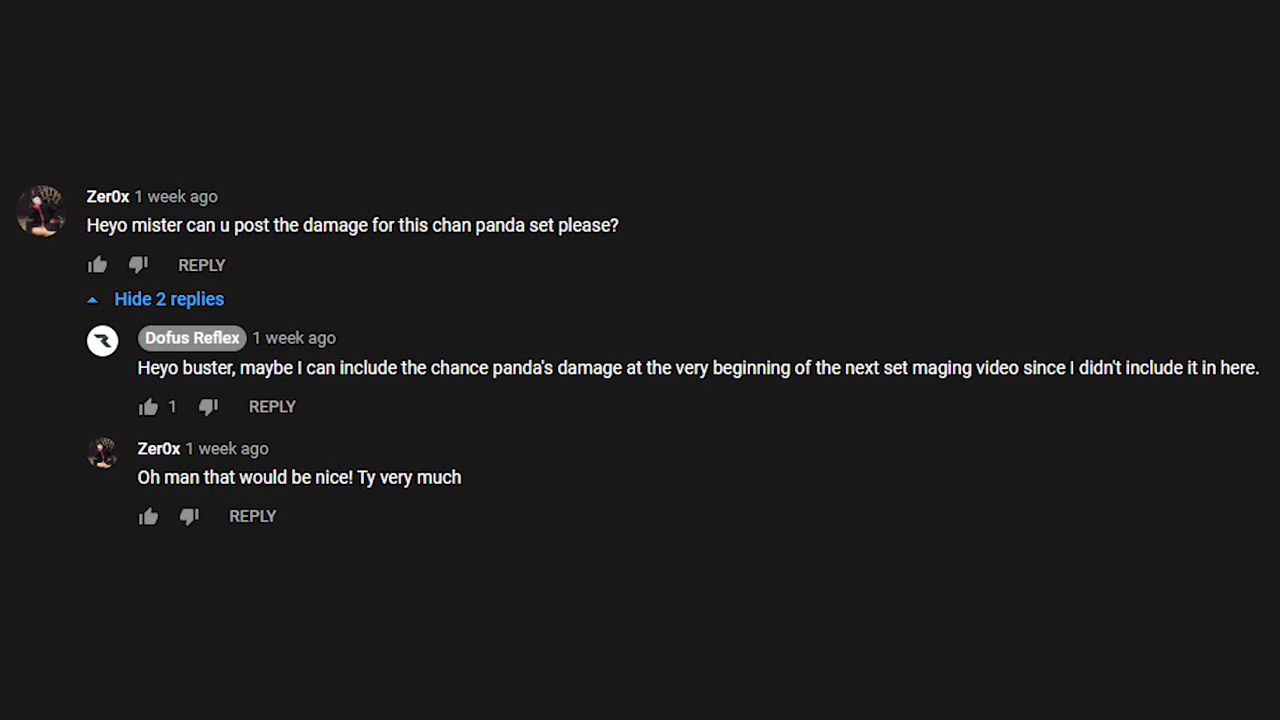 Zer0x 1 week ago
Heyo mister can u post the damage for this chan panda set please?
REPLY
Hide 2 replies
Dofus Reflex 1 week ago
Heyo buster, maybe I can include the chance panda's damage at the very beginning of the next set maging video since I didn't include it in here.
1 REPLY
Zer0x 1 week ago
Oh man that would be nice! Ty very much
REPLY